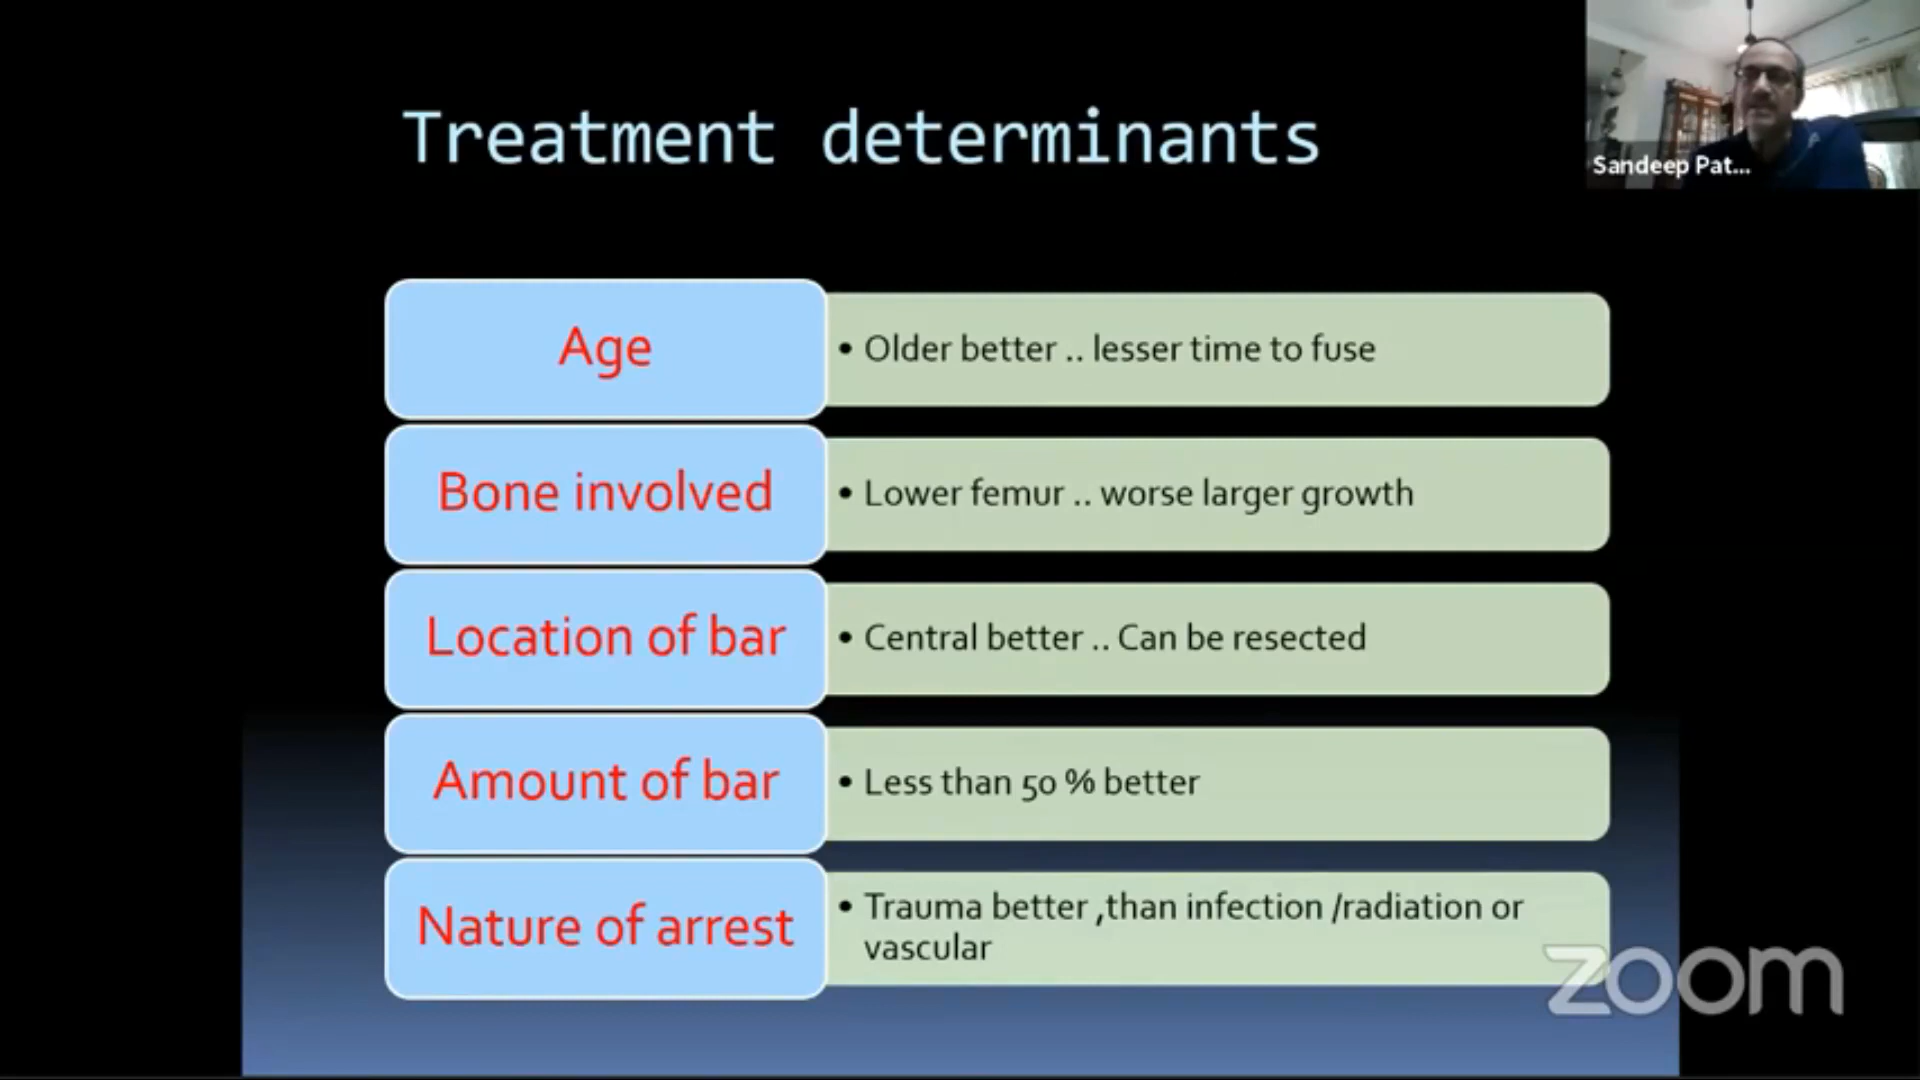 Treatment determinants
Sandeep Pat...
Age
• Older better .. lesser time to fuse
Bone involved
• Lower femur .. worse larger growth
Location of bar
• Central better .. Can be resected
Amount of bar
• Less than 50 % better
Nature of arrest
• Trauma better ,than infection /radiation or
vascular
zoom